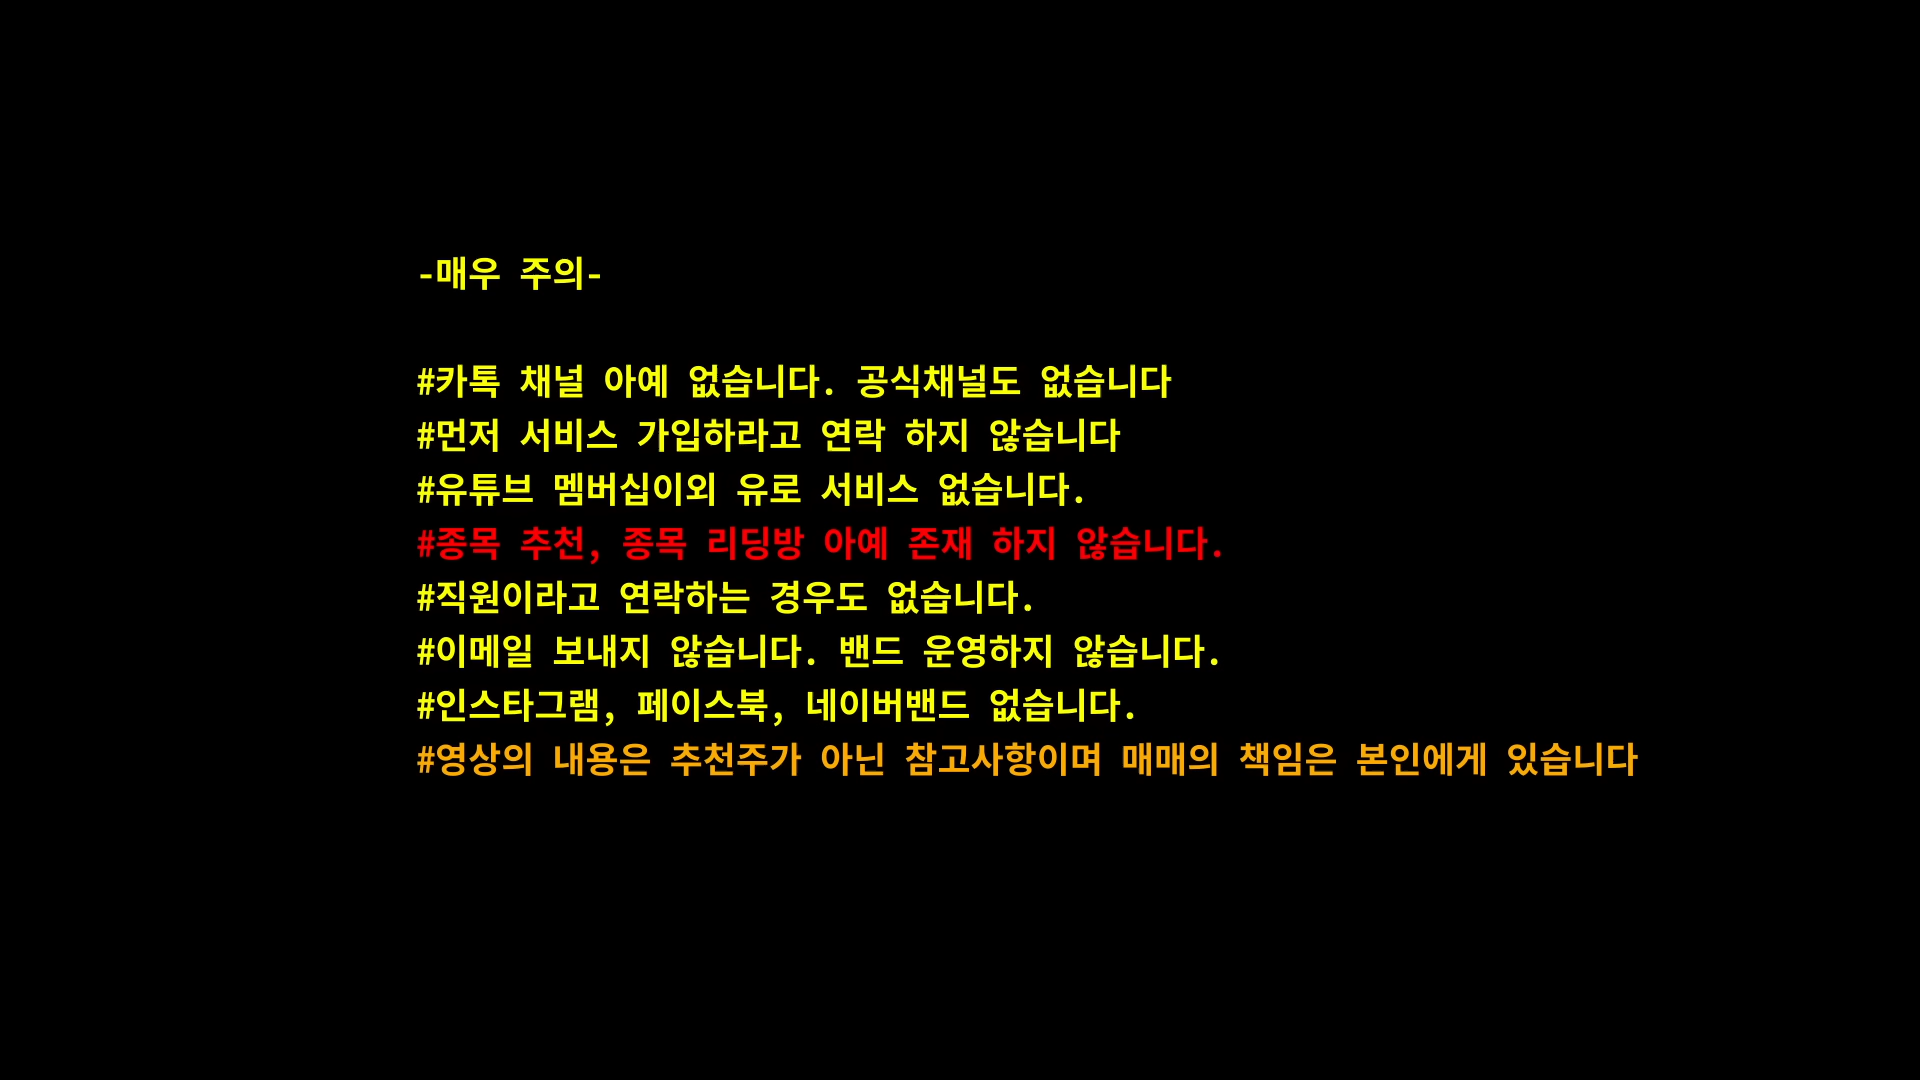 -매우 주의-
#카톡 채널 아예 없습니다. 공식채널도 없습니다
#먼저 서비스 가입하라고 연락 하지 않습니다
#유튜브 멤버십이외 유로 서비스 없습니다.
#종목 추천, 종목 리딩방 아예 존재 하지 않습니다.
#직원이라고 연락하는 경우도 없습니다.
#이메일 보내지 않습니다. 밴드 운영하지 않습니다.
#인스타그램, 페이스북, 네이버밴드 없습니다.
#영상의 내용은 추천주가 아닌 참고사항이며 매매의 책임은 본인에게 있습니다